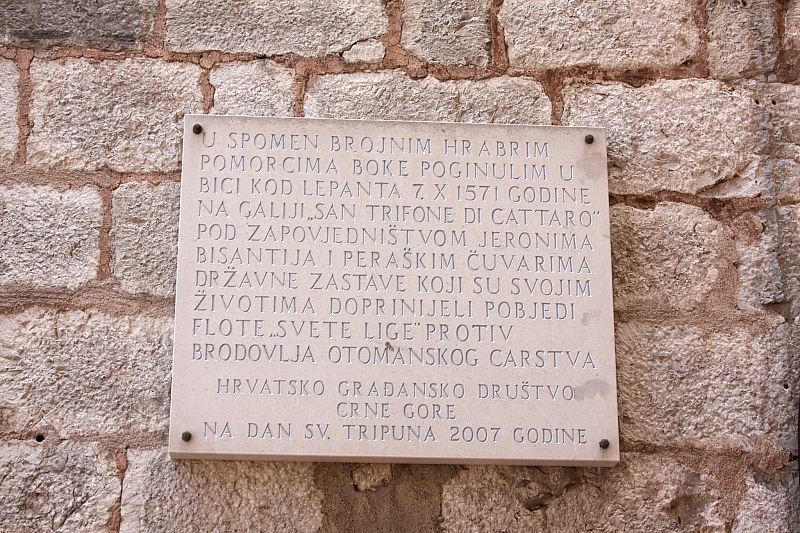 U SPOMEN BROJNIM HRABRIM
POMORCIMA BOKE POGINULIM U
BICI KOD LEPANTA 7. X 1571 GODINE
NA GALIJI „SAN TRIFONE DI CATTARO”
POD ZAPOVJEDNIŠTVOM JERONIMA
BISANTIJA I PERAŠKIM ČUVARIMA
DRŽAVNE ZASTAVE KOJI SU SVOJIM
ŽIVOTIMA DOPRINIJELI POBJEDI
FLOTE „SVETE LIGE” PROTIV
BRODOVLJA OTOMANSKOG CARSTVA
HRVATSKO GRAĐANSKO DRUŠTVO
CRNE GORE
NA DAN SV. TRIPUNA 2007 GODINE